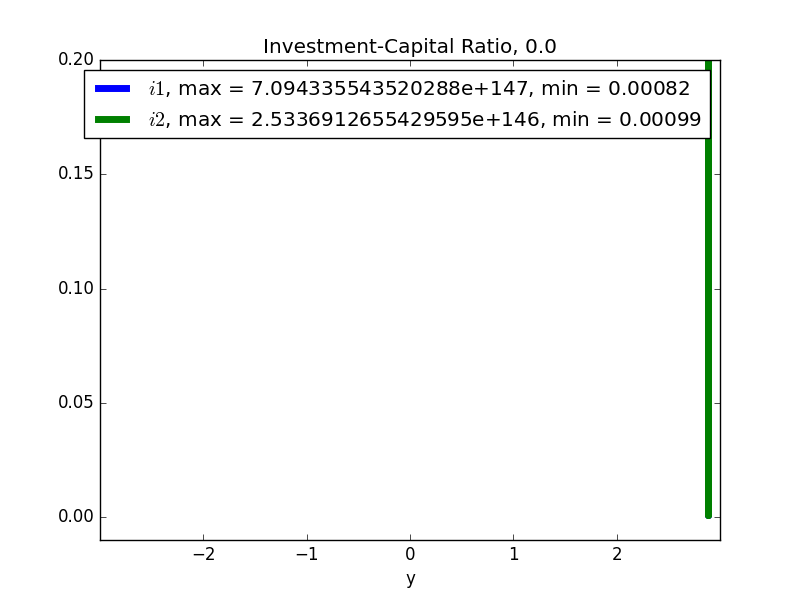 Investment-Capital Ratio, 0.0
0.20
i1, max = 7.094335543520288e+147, min = 0.00082
i2, max = 2.5336912655429595e+146, min = 0.00099
0.15
0.10
0.05
0.00
−2 −1 0 1 2
y